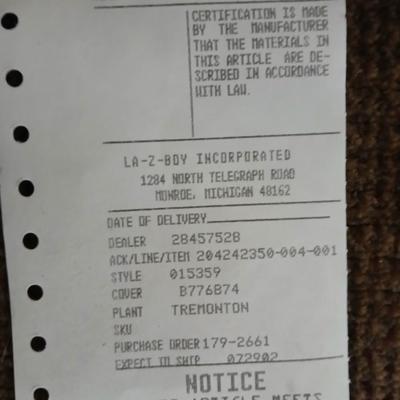 CERTIFICATION IS MADE
BY THE MANUFACTURER
THAT THE MATERIALS IN
THIS ARTICLE ARE DE-
SCRIBED IN ACCORDANCE
WITH LAW.
LA-Z-BOY INCORPORATED
1284 NORTH TELEGRAPH ROAD
MONROE, MICHIGAN 48162
DATE OF DELIVERY
DEALER 28457528
ACK/LINE/ITEM 204242350-004-001
STYLE 015359
COVER B776874
PLANT TREMONTON
SKU
PURCHASE ORDER 179-2661
EXPECT TO SHIP 072902
NOTICE
ARTICLE MEETS